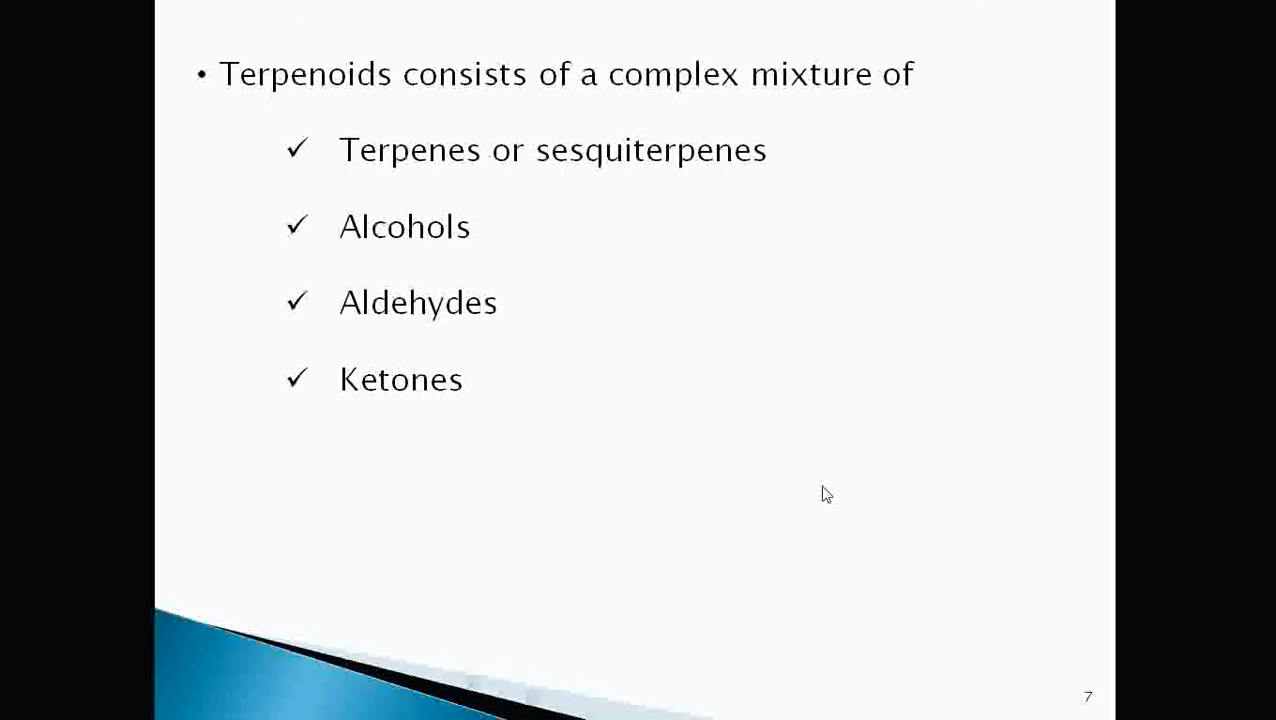 • Terpenoids consists of a complex mixture of
✓ Terpenes or sesquiterpenes
✓ Alcohols
✓ Aldehydes
✓ Ketones
7